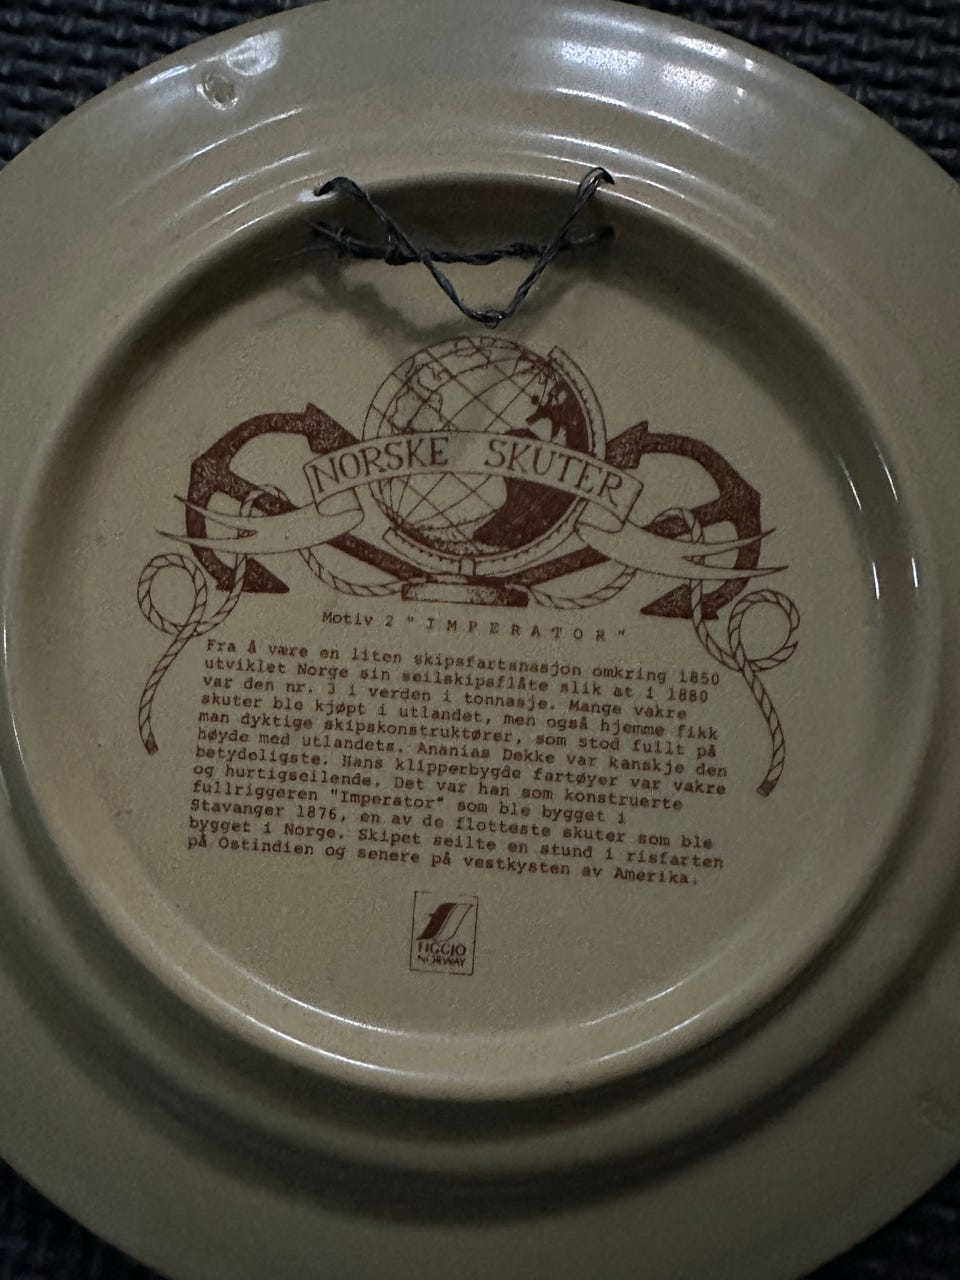 NORSKE SKUTER
Motiv 2 "IMPERATOR"
Fra Å være en liten skipsfartsnasjon omkring 1850
utviklet Norge sin seilskipsflåte slik at i 1880
var den nr. 3 i verden i tonnasje. Mange vakre
skuter ble kjøpt i utlandet, men også hjemme fikk
man dyktige skipskonstruktører, som stod fullt på
høyde med utlandets. Ananias Dekke var kanskje den
betydeligste. Hans klipperbygde fartøyer var vakre
og hurtigseilende. Det var han som konstruerte
fullriggeren "Imperator" som ble bygget i
Stavanger 1876, en av de flotteste skuter som ble
bygget i Norge. Skipet seilte en stund i risfarten
på Ostindien og senere på vestkysten av Amerika.
FIGGJO
NORWAY